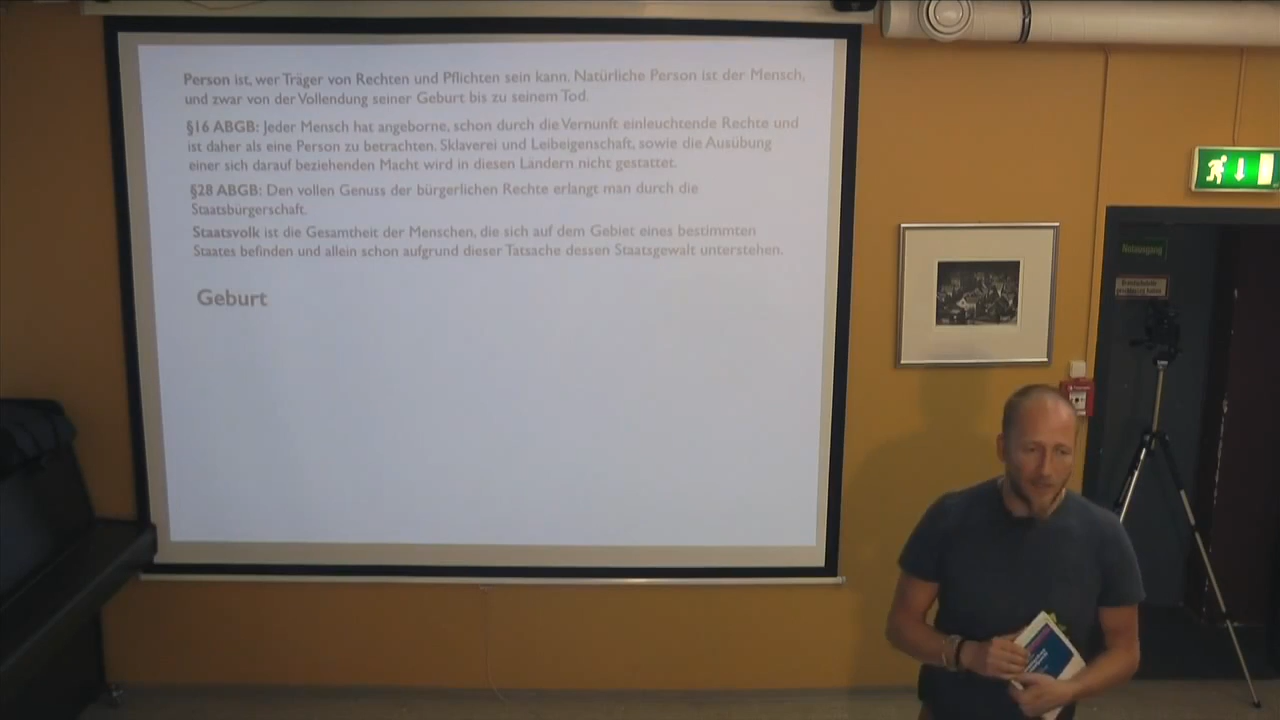 Person ist, wer Träger von Rechten und Pflichten sein kann. Natürliche Person ist der Mensch,
und zwar von der Vollendung seiner Geburt bis zu seinem Tod.
§16 ABGB: Jeder Mensch hat angeborne, schon durch die Vernunft einleuchtende Rechte und
ist daher als eine Person zu betrachten. Sklaverei und Leibeigenschaft, sowie die Ausübung
einer sich darauf beziehenden Macht wird in diesen Ländern nicht gestattet.
§28 ABGB: Den vollen Genuss der bürgerlichen Rechte erlangt man durch die
Staatsbürgerschaft.
Staatsvolk ist die Gesamtheit der Menschen, die sich auf dem Gebiet eines bestimmten
Staates befinden und allein schon aufgrund dieser Tatsache dessen Staatsgewalt unterstehen.
Geburt
Notausgang